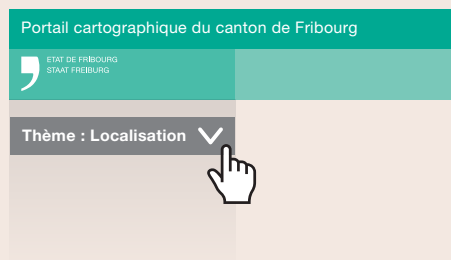 Portail cartographique du canton de Fribourg
ETAT DE FRIBOURG
STAAT FREIBURG
Thème : Localisation